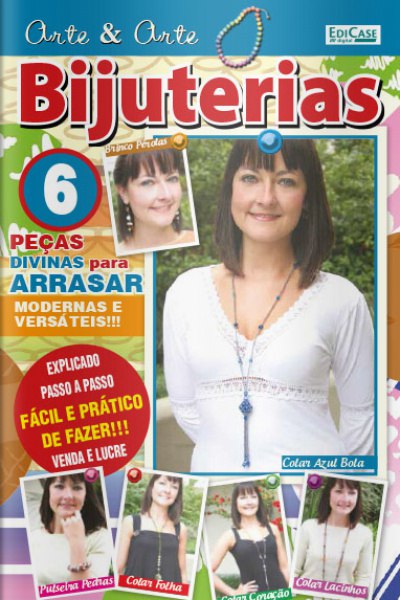 Arte & Arte
EDICASE
digital
Bijuterias
Brinco Pérolas
6
PEÇAS
DIVINAS para
ARRASAR
MODERNAS E
VERSÁTEIS!!!
EXPLICADO
PASSO A PASSO
FÁCIL E PRÁTICO
DE FAZER!!!
VENDA E LUCRE
Colar Azul Bola
Pulseira Pedras
Colar Folha
Colar Coração
Colar Lacinhos